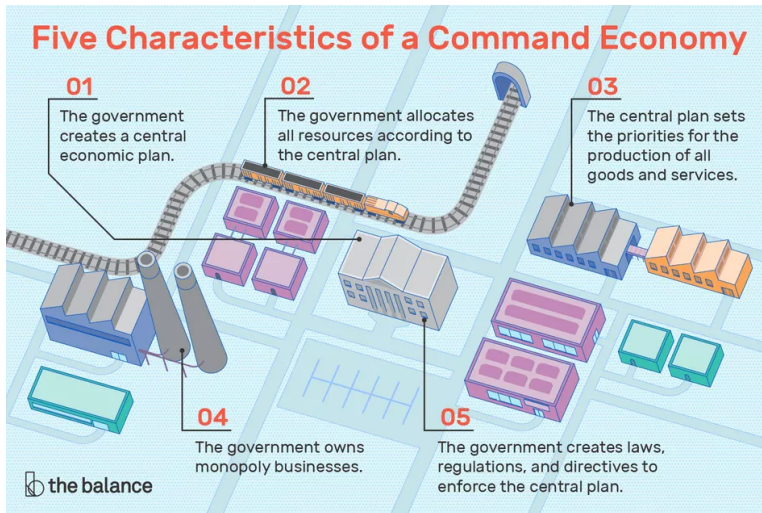 Five Characteristics of a Command Economy
01
The government
creates a central
economic plan.
02
The government allocates
all resources according to
the central plan.
03
The central plan sets
the priorities for the
production of all
goods and services.
04
The government owns
monopoly businesses.
05
The government creates laws,
regulations, and directives to
enforce the central plan.
the balance